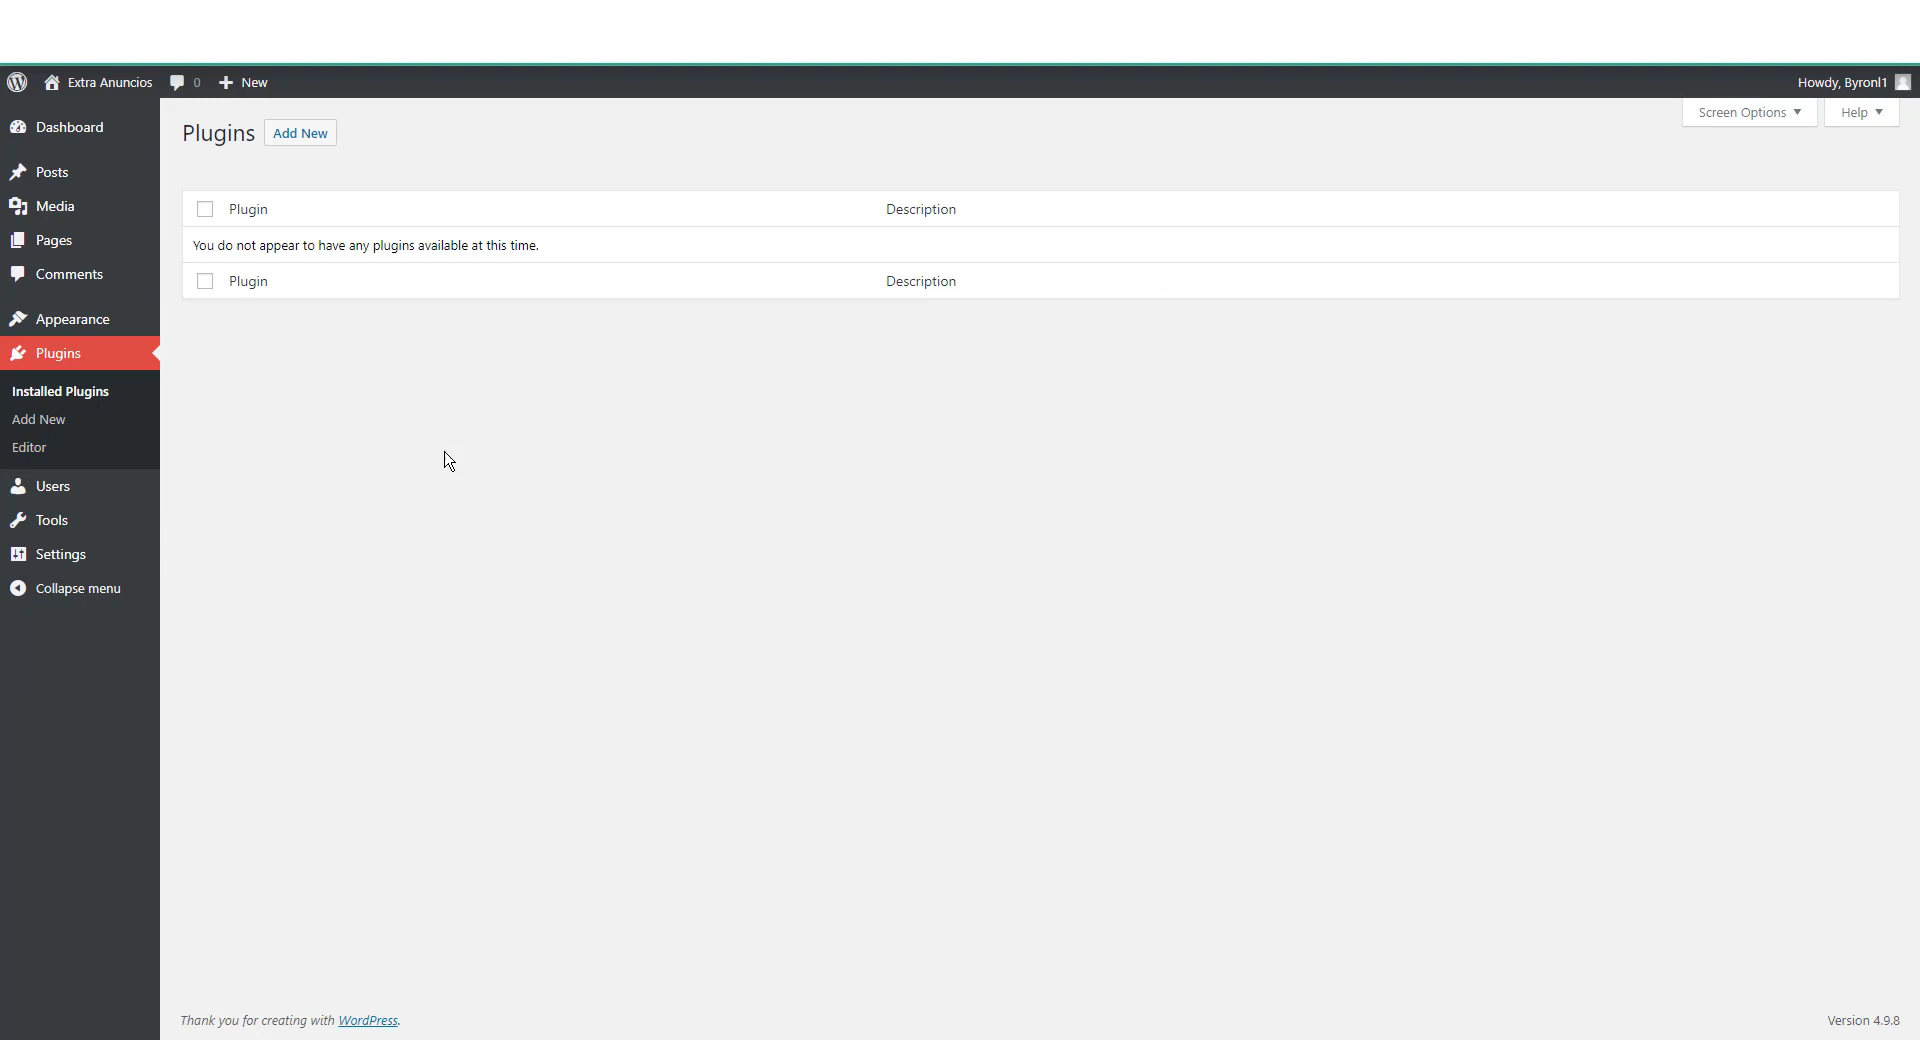 Extra Anuncios 0 New Howdy, Byronl1
Dashboard
Posts
Media
Pages
Comments
Appearance
Plugins
Installed Plugins
Add New
Editor
Users
Tools
Settings
Collapse menu
Screen Options Help
Plugins Add New
Plugin Description
You do not appear to have any plugins available at this time.
Plugin Description
Thank you for creating with WordPress. Version 4.9.8